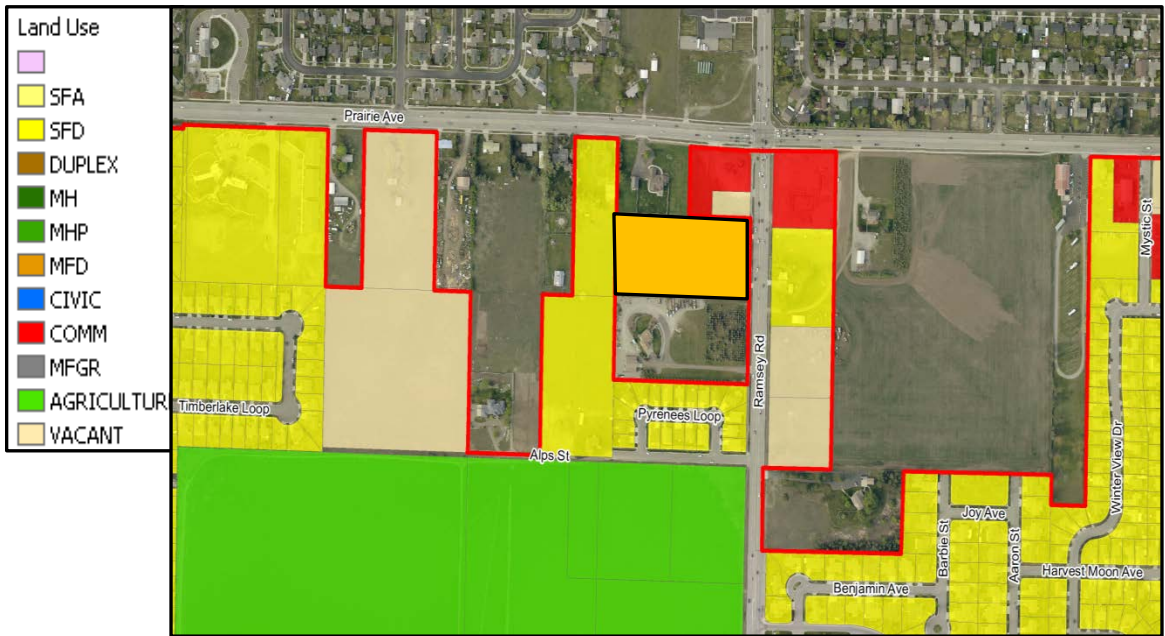 Land Use
SFA
SFD
DUPLEX
MH
MHP
MFD
CIVIC
COMM
MFGR
AGRICULTUR
VACANT
Prairie Ave
Mystic St
Ramsey Rd
Timberlake Loop
Pyrenees Loop
Alps St
Winter View Dr
Joy Ave
Barbie St
Aaron St
Harvest Moon Ave
Benjamin Ave